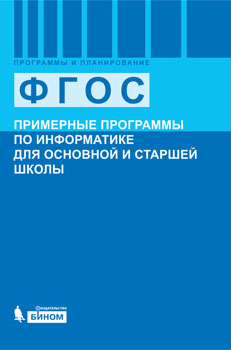 ПРОГРАММЫ И ПЛАНИРОВАНИЕ
ФГОС
ПРИМЕРНЫЕ ПРОГРАММЫ
ПО ИНФОРМАТИКЕ
ДЛЯ ОСНОВНОЙ И СТАРШЕЙ
ШКОЛЫ
ИЗДАТЕЛЬСТВО
БИНОМ